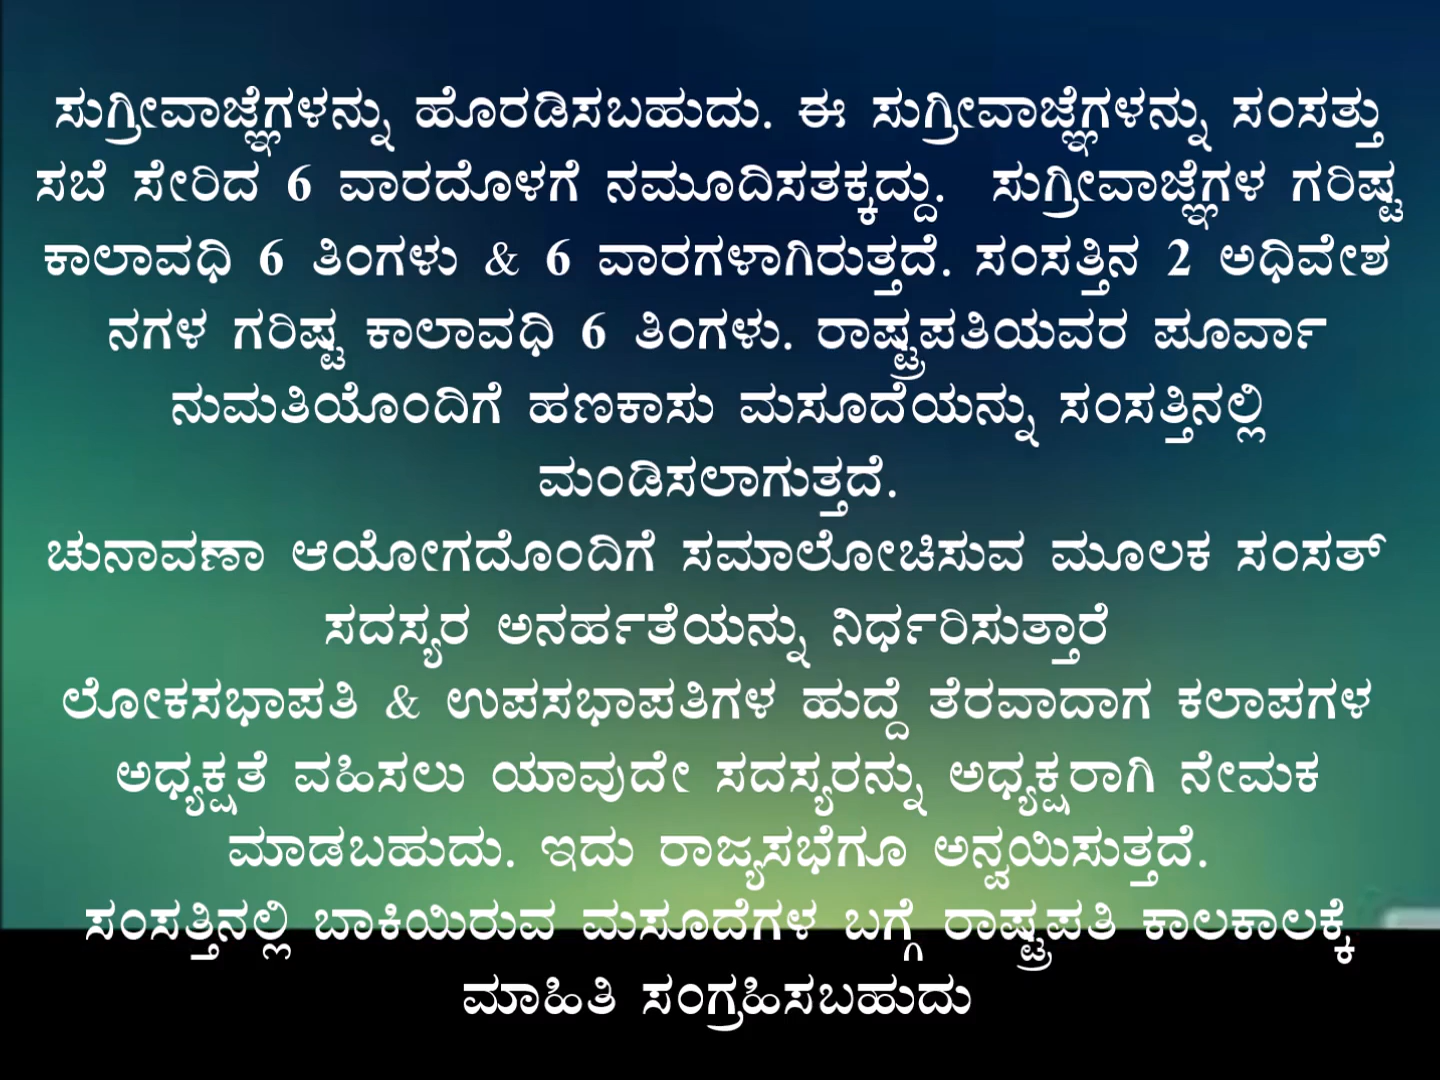 ಸುಗ್ರೀವಾಜ್ಞೆಗಳನ್ನು ಹೊರಡಿಸಬಹುದು. ಈ ಸುಗ್ರೀವಾಜ್ಞೆಗಳನ್ನು ಸಂಸತ್ತು
ಸಬೆ ಸೇರಿದ 6 ವಾರದೊಳಗೆ ನಮೂದಿಸತಕ್ಕದ್ದು. ಸುಗ್ರೀವಾಜ್ಞೆಗಳ ಗರಿಷ್ಟ
ಕಾಲಾವಧಿ 6 ತಿಂಗಳು & 6 ವಾರಗಳಾಗಿರುತ್ತದೆ. ಸಂಸತ್ತಿನ 2 ಅಧಿವೇಶ
ನಗಳ ಗರಿಷ್ಟ ಕಾಲಾವಧಿ 6 ತಿಂಗಳು. ರಾಷ್ಟ್ರಪತಿಯವರ ಪೂರ್ವಾ
ನುಮತಿಯೊಂದಿಗೆ ಹಣಕಾಸು ಮಸೂದೆಯನ್ನು ಸಂಸತ್ತಿನಲ್ಲಿ
ಮಂಡಿಸಲಾಗುತ್ತದೆ.
ಚುನಾವಣಾ ಆಯೋಗದೊಂದಿಗೆ ಸಮಾಲೋಚಿಸುವ ಮೂಲಕ ಸಂಸತ್
ಸದಸ್ಯರ ಅನರ್ಹತೆಯನ್ನು ನಿರ್ಧರಿಸುತ್ತಾರೆ
ಲೋಕಸಭಾಪತಿ & ಉಪಸಭಾಪತಿಗಳ ಹುದ್ದೆ ತೆರವಾದಾಗ ಕಲಾಪಗಳ
ಅಧ್ಯಕ್ಷತೆ ವಹಿಸಲು ಯಾವುದೇ ಸದಸ್ಯರನ್ನು ಅಧ್ಯಕ್ಷರಾಗಿ ನೇಮಕ
ಮಾಡಬಹುದು. ಇದು ರಾಜ್ಯಸಭೆಗೂ ಅನ್ವಯಿಸುತ್ತದೆ.
ಸಂಸತ್ತಿನಲ್ಲಿ ಬಾಕಿಯಿರುವ ಮಸೂದೆಗಳ ಬಗ್ಗೆ ರಾಷ್ಟ್ರಪತಿ ಕಾಲಕಾಲಕ್ಕೆ
ಮಾಹಿತಿ ಸಂಗ್ರಹಿಸಬಹುದು